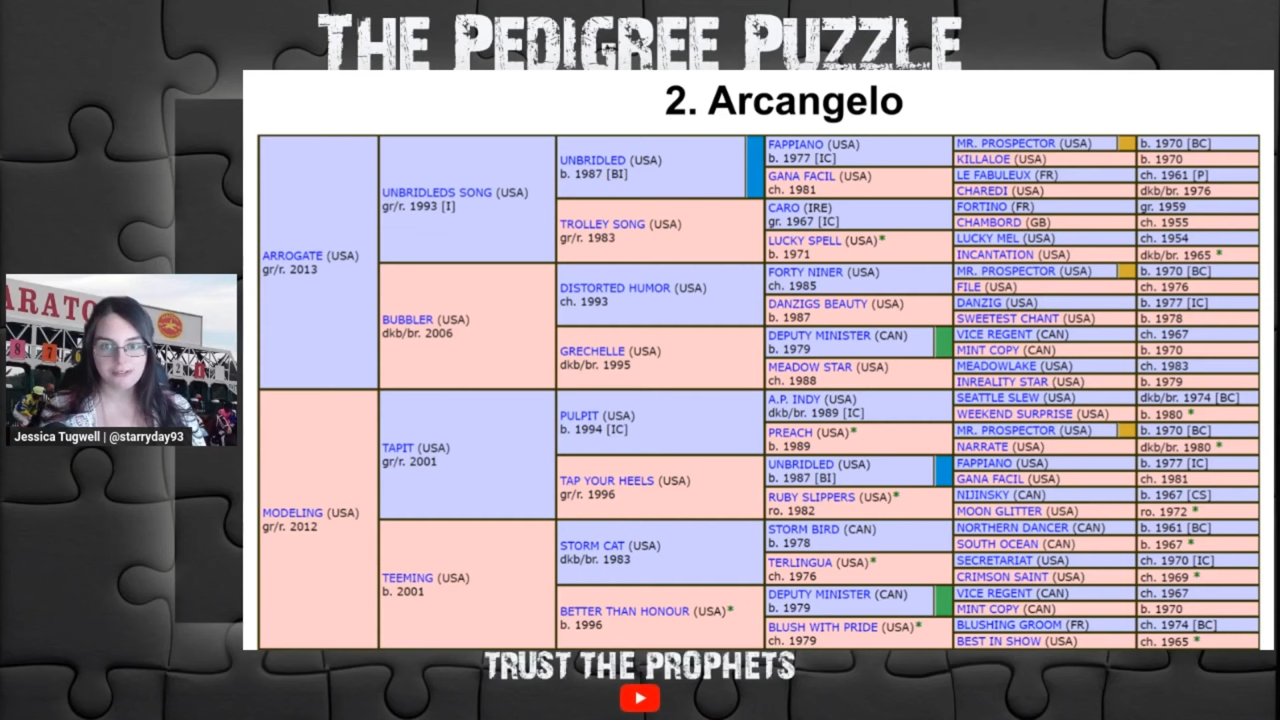 THE PEDIGREE PUZZLE
2. Arcangelo
ARROGATE (USA)
gr/r. 2013
MODELING (USA)
gr/r. 2012
UNBRIDLEDS SONG (USA)
gr/r. 1993 [I]
BUBBLER (USA)
dkb/br. 2006
TAPIT (USA)
gr/r. 2001
TEEMING (USA)
b. 2001
UNBRIDLED (USA)
b. 1987 [BI]
TROLLEY SONG (USA)
gr/r. 1983
DISTORTED HUMOR (USA)
ch. 1993
GRECHELLE (USA)
dkb/br. 1995
PULPIT (USA)
b. 1994 [IC]
TAP YOUR HEELS (USA)
gr/r. 1996
STORM CAT (USA)
dkb/br. 1983
BETTER THAN HONOUR (USA)*
b. 1996
FAPPIANO (USA)
b. 1977 [IC]
GANA FACIL (USA)
ch. 1981
CARO (IRE)
gr. 1967 [IC]
LUCKY SPELL (USA)*
b. 1971
FORTY NINER (USA)
ch. 1985
DANZIGS BEAUTY (USA)
b. 1987
DEPUTY MINISTER (CAN)
b. 1979
MEADOW STAR (USA)
ch. 1988
A.P. INDY (USA)
dkb/br. 1989 [IC]
PREACH (USA)*
b. 1989
UNBRIDLED (USA)
b. 1987 [BI]
RUBY SLIPPERS (USA)*
ro. 1982
STORM BIRD (CAN)
b. 1978
TERLINGUA (USA)*
ch. 1976
DEPUTY MINISTER (CAN)
b. 1979
BLUSH WITH PRIDE (USA)*
ch. 1979
MR. PROSPECTOR (USA) b. 1970 [BC]
KILLALOE (USA) b. 1970
LE FABULEUX (FR) ch. 1961 [P]
CHAREDI (USA) dkb/br. 1976
FORTINO (FR) gr. 1959
CHAMBORD (GB) ch. 1955
LUCKY MEL (USA) ch. 1954
INCANTATION (USA) dkb/br. 1965 *
MR. PROSPECTOR (USA) b. 1970 [BC]
FILE (USA) ch. 1976
DANZIG (USA) b. 1977 [IC]
SWEETEST CHANT (USA) b. 1978
VICE REGENT (CAN) ch. 1967
MINT COPY (CAN) b. 1970
MEADOWLAKE (USA) ch. 1983
INREALITY STAR (USA) b. 1979
SEATTLE SLEW (USA) dkb/br. 1974 [BC]
WEEKEND SURPRISE (USA) b. 1980 *
MR. PROSPECTOR (USA) b. 1970 [BC]
NARRATE (USA) dkb/br. 1980 *
FAPPIANO (USA) b. 1977 [IC]
GANA FACIL (USA) ch. 1981
NIJINSKY (CAN) b. 1967 [CS]
MOON GLITTER (USA) ro. 1972 *
NORTHERN DANCER (CAN) b. 1961 [BC]
SOUTH OCEAN (CAN) b. 1967 *
SECRETARIAT (USA) ch. 1970 [IC]
CRIMSON SAINT (USA) ch. 1969 *
VICE REGENT (CAN) ch. 1967
MINT COPY (CAN) b. 1970
BLUSHING GROOM (FR) ch. 1974 [BC]
BEST IN SHOW (USA) ch. 1965 *
ARATO
8 7 6
2 1
Jessica Tugwell | @starryday93
TRUST THE PROPHETS